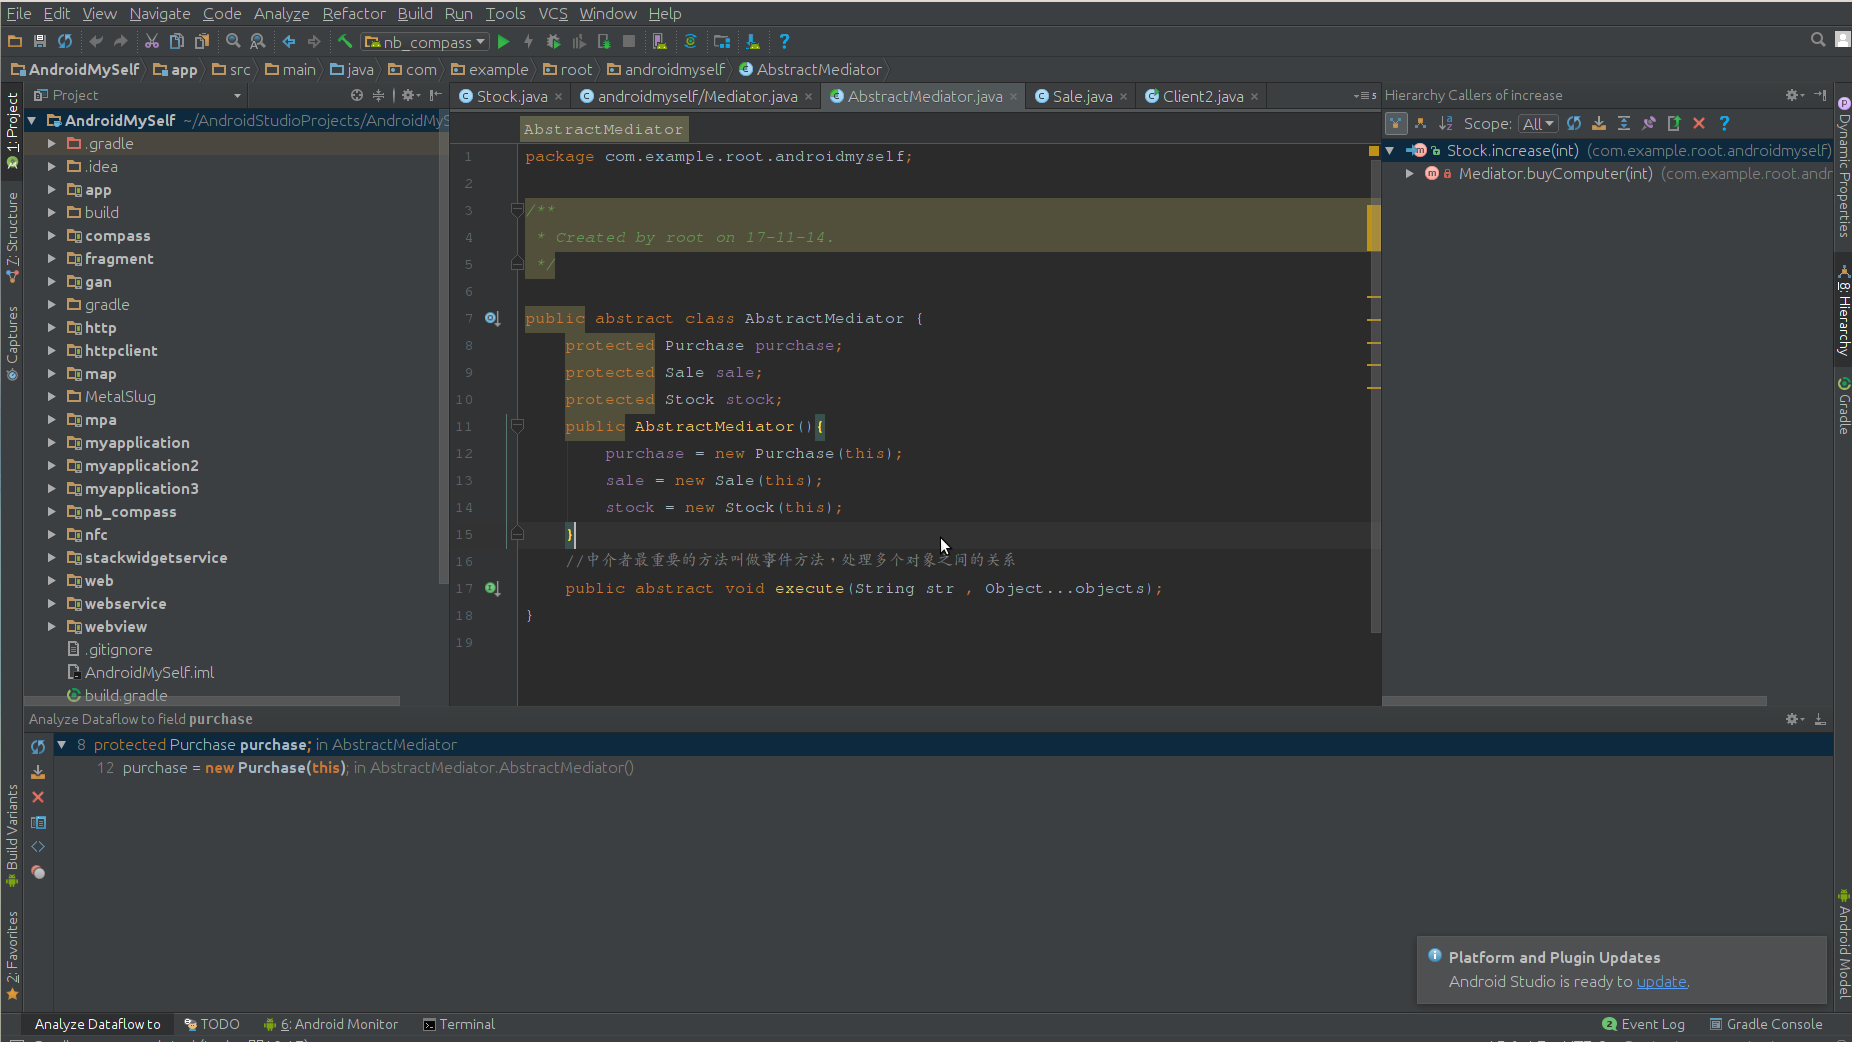 File Edit View Navigate Code Analyze Refactor Build Run Tools VCS Window Help
nb_compass
AndroidMySelf app src main java com example root androidmyself AbstractMediator
Project
Stock.java androidmyself/Mediator.java AbstractMediator.java Sale.java Client2.java
Hierarchy Callers of increase
AndroidMySelf ~/AndroidStudioProjects/AndroidMyS
.gradle
.idea
app
build
compass
fragment
gan
gradle
http
httpclient
map
MetalSlug
mpa
myapplication
myapplication2
myapplication3
nb_compass
nfc
stackwidgetservice
web
webservice
webview
.gitignore
AndroidMySelf.iml
build.gradle
AbstractMediator
1 package com.example.root.androidmyself;
2
3 /**
4 * Created by root on 17-11-14.
5 */
6
7 public abstract class AbstractMediator {
8 protected Purchase purchase;
9 protected Sale sale;
10 protected Stock stock;
11 public AbstractMediator(){
12 purchase = new Purchase(this);
13 sale = new Sale(this);
14 stock = new Stock(this);
15 }
16 //中介者最重要的方法叫做事件方法，处理多个对象之间的关系
17 public abstract void execute(String str , Object...objects);
18 }
19
Scope: All
Stock.increase(int) (com.example.root.androidmyself)
Mediator.buyComputer(int) (com.example.root.andr
Analyze Dataflow to field purchase
8 protected Purchase purchase; in AbstractMediator
12 purchase = new Purchase(this); in AbstractMediator.AbstractMediator()
1: Project
7: Structure
Captures
Build Variants
2: Favorites
Dynamic Properties
8: Hierarchy
Gradle
Android Model
Platform and Plugin Updates
Android Studio is ready to update.
Analyze Dataflow to TODO 6: Android Monitor Terminal
2 Event Log Gradle Console